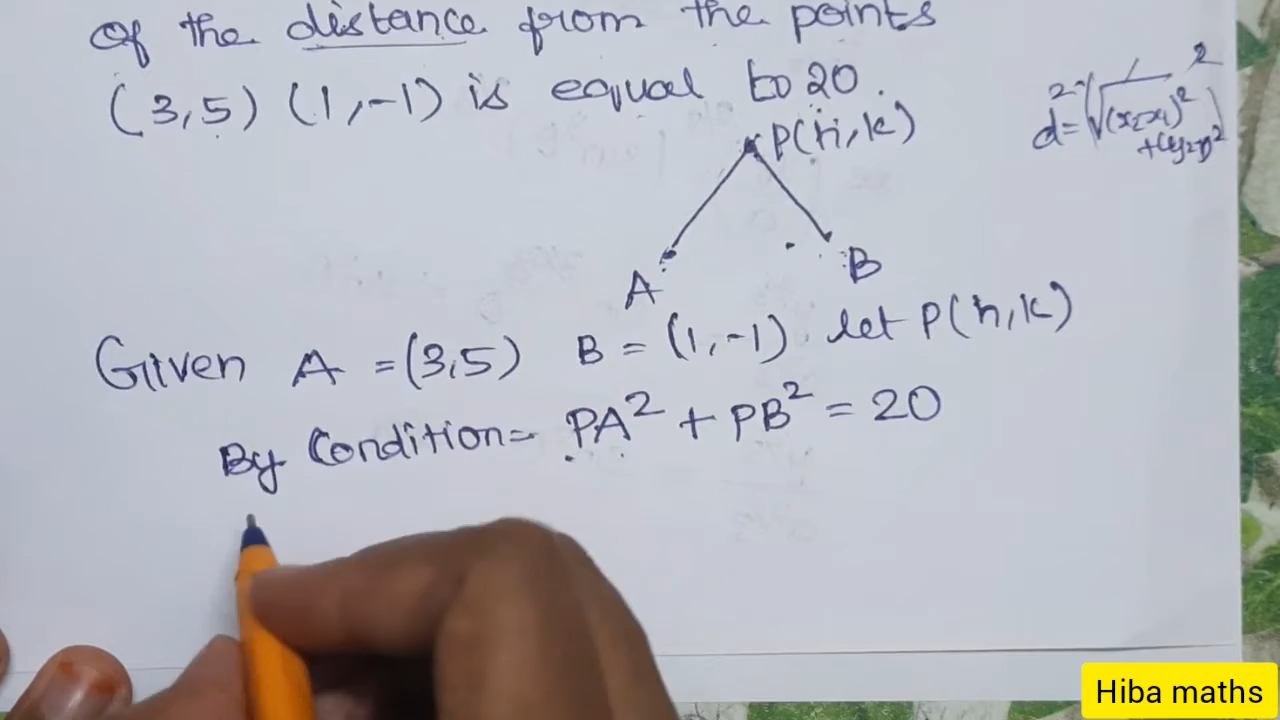 of the distance from the points
(3,5) (1,-1) is equal to 20.
P(h,k)
A
B
Given A = (3,5) B = (1,-1) let P(h,k)
By Condition = PA² + PB² = 20
Hiba maths